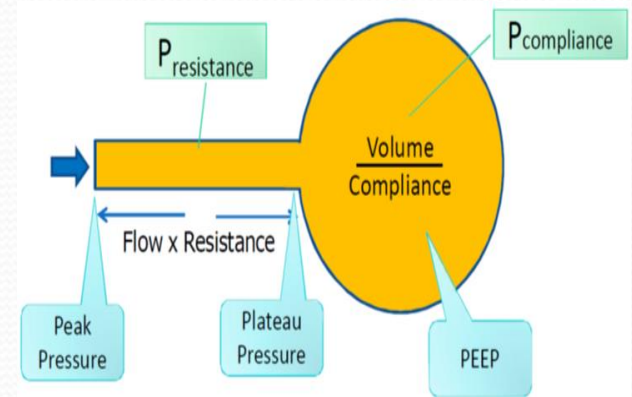 Presistance
Pcompliance
Volume
Compliance
Flow x Resistance
Peak
Pressure
Plateau
Pressure
PEEP